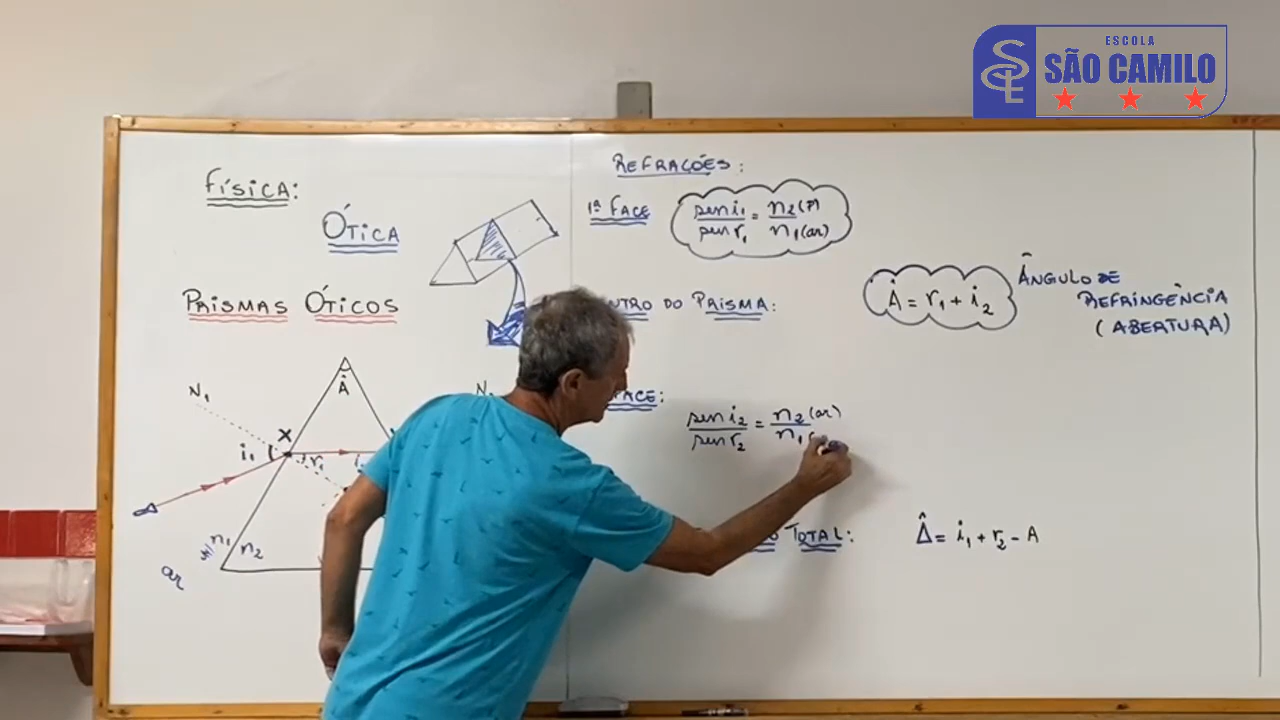 ESCOLA
SÃO CAMILO
FÍSICA:
ÓTICA
PRISMAS ÓTICOS
REFRAÇÕES:
1ª FACE
sen i₁ / sen r₁ = n₂(P) / n₁(ar)
DO PRISMA:
Â = r₁ + i₂
ÂNGULO DE
REFRINGÊNCIA
(ABERTURA)
FACE:
sen i₂ / sen r₂ = n₂(ar) / n₁(
TOTAL:
Δ̂ = i₁ + r₂ - A
Â
N₁
X
i₁
r₁
n₁
n₂
ar